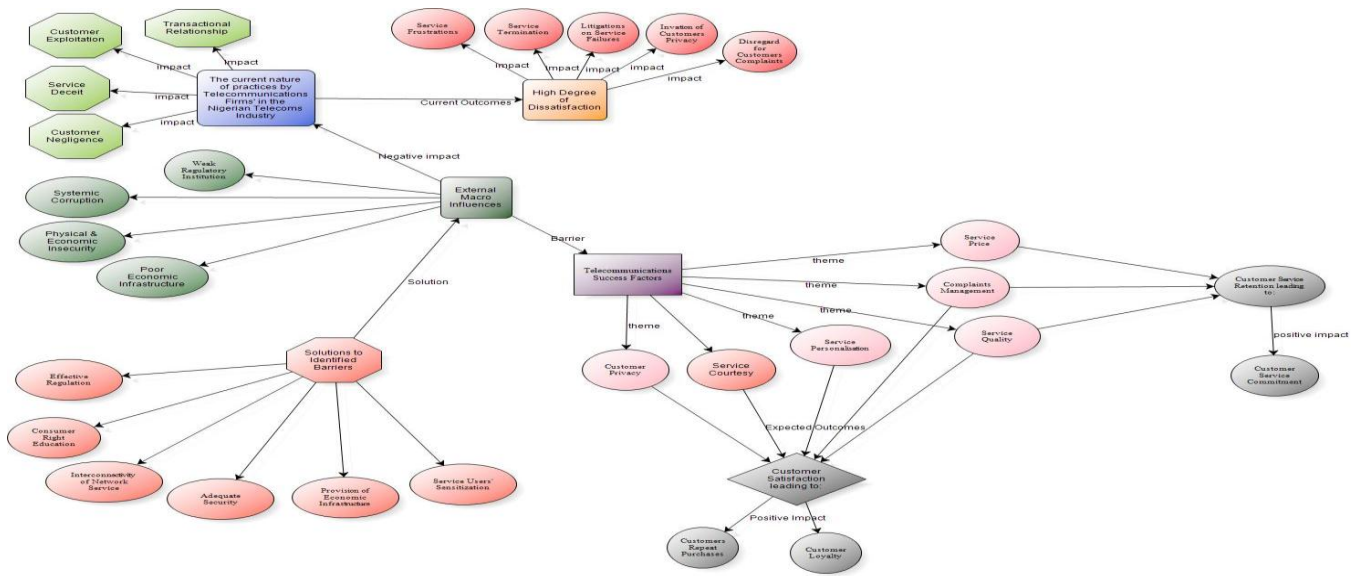 Customer
Exploitation
Transactional
Relationship
impact
impact
Service
Deceit
impact
Customer
Negligence
impact
The current nature
of practices by
Telecommunications
Firms' in the
Nigerian Telecoms
Industry
Current Outcomes
Service
Frustrations
Service
Termination
Litigations
on Service
Failures
Invation of
Customers
Privacy
Disregard
for
Customers
Complaints
impact
impact
impact
impact
impact
High Degree
of
Dissatisfaction
Negative impact
Weak
Regulatory
Institution
Systemic
Corruption
Physical &
Economic
Insecurity
Poor
Economic
Infrastructure
External
Macro
Influences
Barrier
Solution
Telecommunications
Success Factors
theme
theme
theme
theme
theme
Service
Price
Complaints
Management
Service
Quality
Service
Personalisation
Service
Courtesy
Customer
Privacy
Customer Service
Retention leading
to:
positive impact
Customer
Service
Commitment
Solutions to
Identified
Barriers
Effective
Regulation
Consumer
Right
Education
Interconnectivity
of Network
Service
Adequate
Security
Provision of
Economic
Infrastructure
Service Users'
Sensitization
Expected Outcomes
Customer
Satisfaction
leading to:
Positive Impact
Customers
Repeat
Purchases
Customer
Loyalty